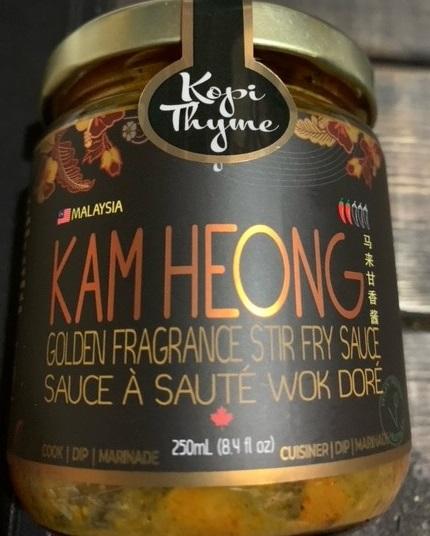 Kopi
Thyme
MALAYSIA
KAM HEONG
马来甘香酱
GOLDEN FRAGRANCE STIR FRY SAUCE
SAUCE À SAUTÉ WOK DORÉ
COOK | DIP | MARINADE
250mL (8.4 fl oz)
CUISINER | DIP |